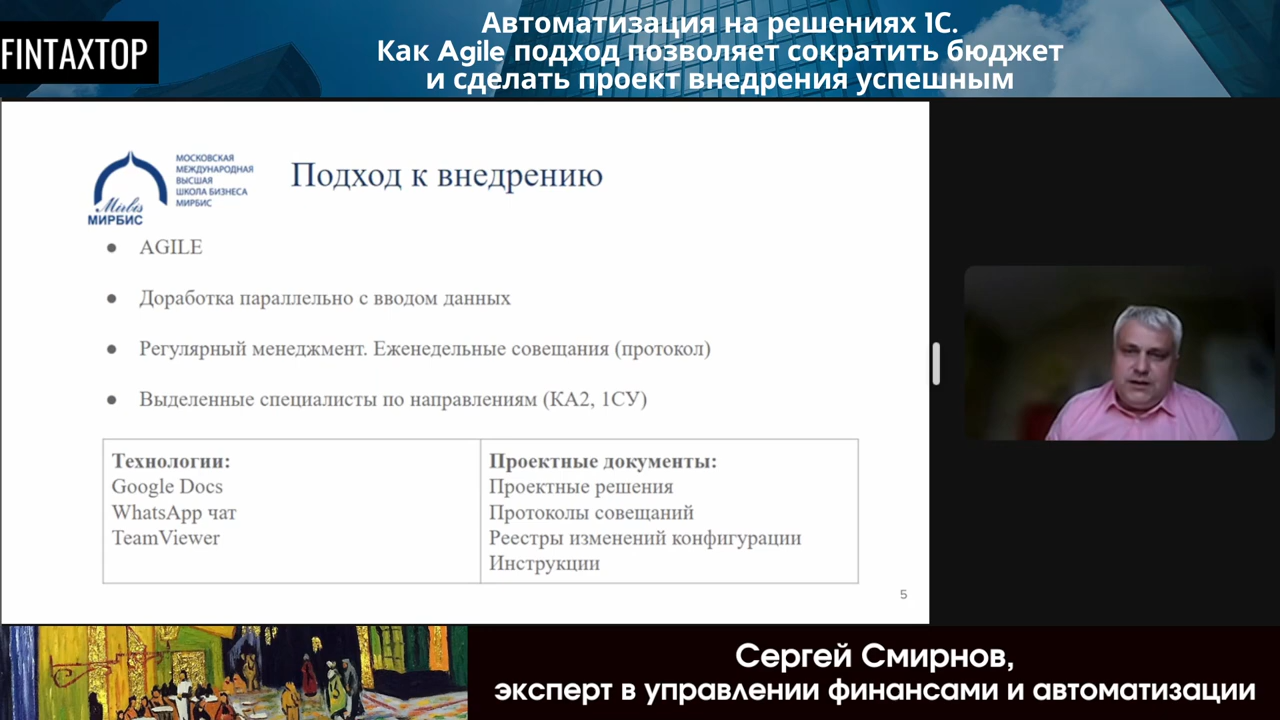 FINTAXTOP
Автоматизация на решениях 1С.
Как Agile подход позволяет сократить бюджет
и сделать проект внедрения успешным
МОСКОВСКАЯ
МЕЖДУНАРОДНАЯ
ВЫСШАЯ
ШКОЛА БИЗНЕСА
МИРБИС
Mirbis
МИРБИС
Подход к внедрению
● AGILE
● Доработка параллельно с вводом данных
● Регулярный менеджмент. Еженедельные совещания (протокол)
● Выделенные специалисты по направлениям (КА2, 1СУ)
Технологии:
Google Docs
WhatsApp чат
TeamViewer
Проектные документы:
Проектные решения
Протоколы совещаний
Реестры изменений конфигурации
Инструкции
5
Сергей Смирнов,
эксперт в управлении финансами и автоматизации